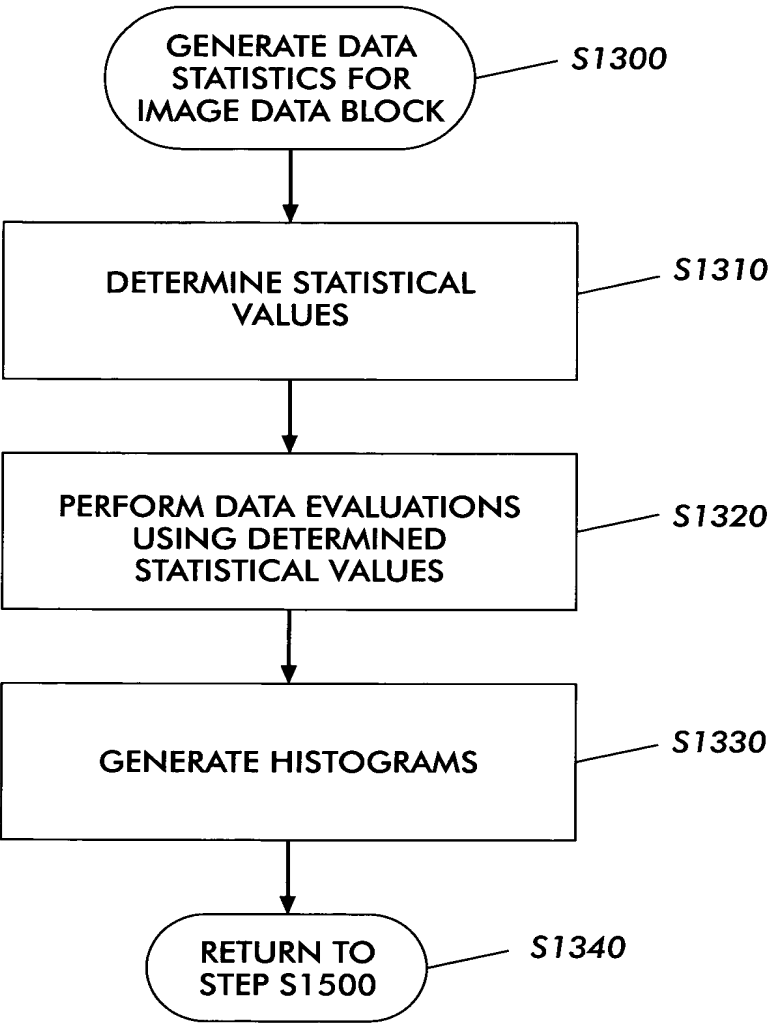 GENERATE DATA
STATISTICS FOR
IMAGE DATA BLOCK
S1300
DETERMINE STATISTICAL
VALUES
S1310
PERFORM DATA EVALUATIONS
USING DETERMINED
STATISTICAL VALUES
S1320
GENERATE HISTOGRAMS
S1330
RETURN TO
STEP S1500
S1340